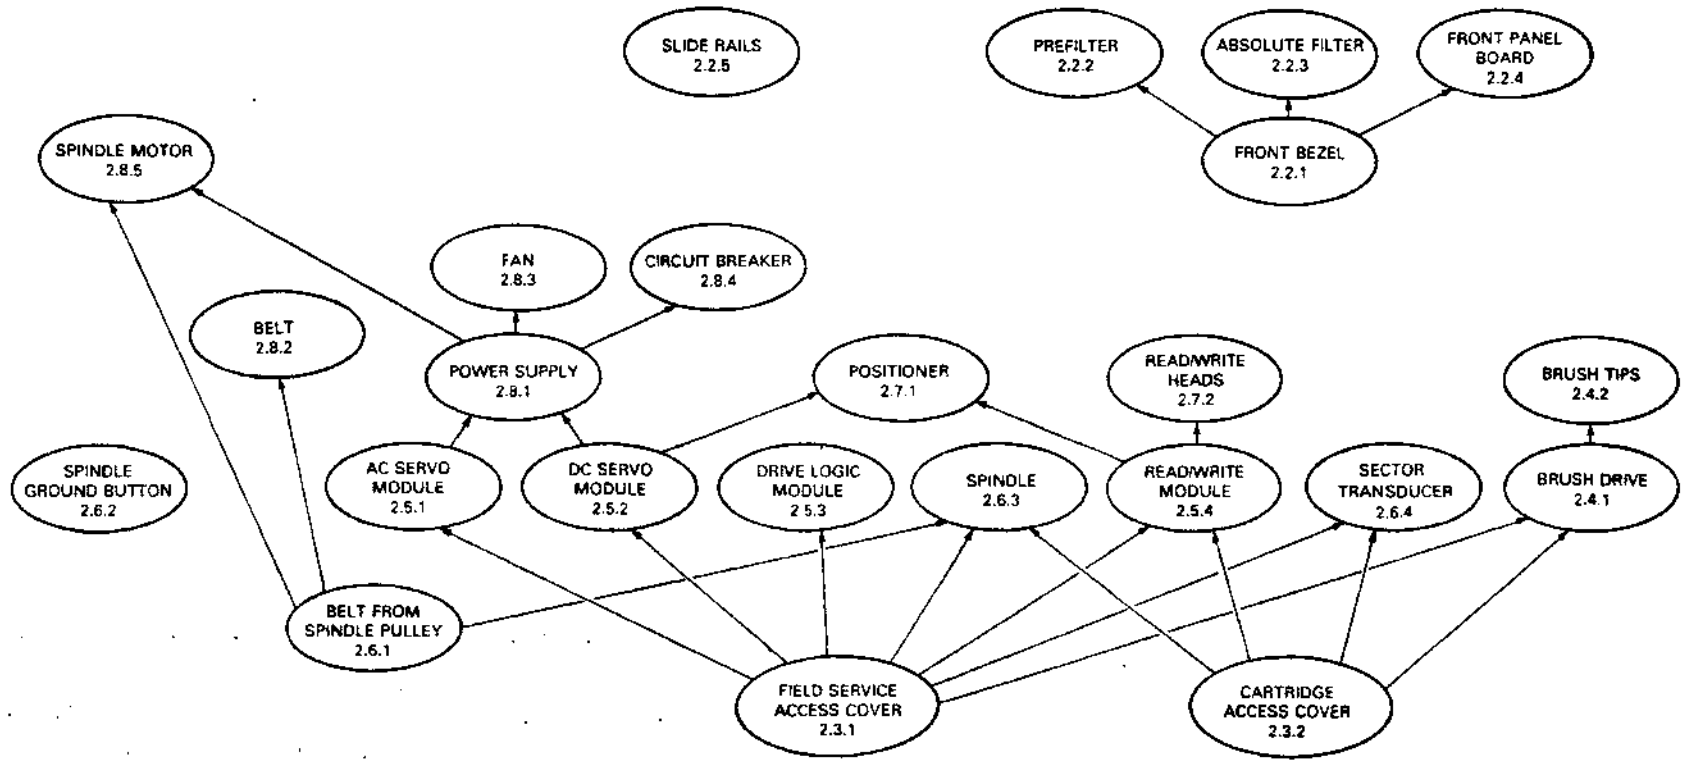 SLIDE RAILS
2.2.5
PREFILTER
2.2.2
ABSOLUTE FILTER
2.2.3
FRONT PANEL
BOARD
2.2.4
SPINDLE MOTOR
2.8.5
FRONT BEZEL
2.2.1
FAN
2.8.3
CIRCUIT BREAKER
2.8.4
BELT
2.8.2
POWER SUPPLY
2.8.1
POSITIONER
2.7.1
READ/WRITE
HEADS
2.7.2
BRUSH TIPS
2.4.2
SPINDLE
GROUND BUTTON
2.6.2
AC SERVO
MODULE
2.5.1
DC SERVO
MODULE
2.5.2
DRIVE LOGIC
MODULE
2 5.3
SPINDLE
2.6.3
READ/WRITE
MODULE
2.5.4
SECTOR
TRANSDUCER
2.6.4
BRUSH DRIVE
2.4.1
BELT FROM
SPINDLE PULLEY
2.6.1
FIELD SERVICE
ACCESS COVER
2.3.1
CARTRIDGE
ACCESS COVER
2.3.2